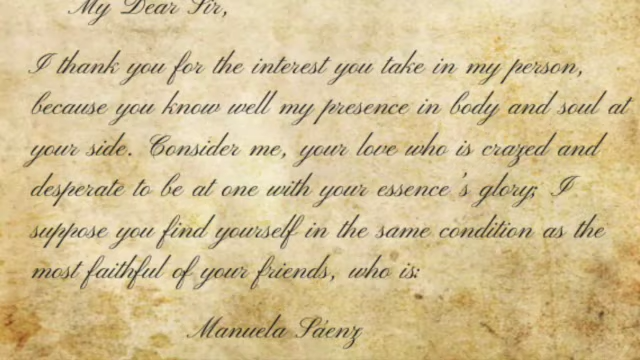 My Dear Sir,
I thank you for the interest you take in my person,
because you know well my presence in body and soul at
your side. Consider me, your love who is crazed and
desperate to be at one with your essence's glory; I
suppose you find yourself in the same condition as the
most faithful of your friends, who is:
Manuela Sáenz